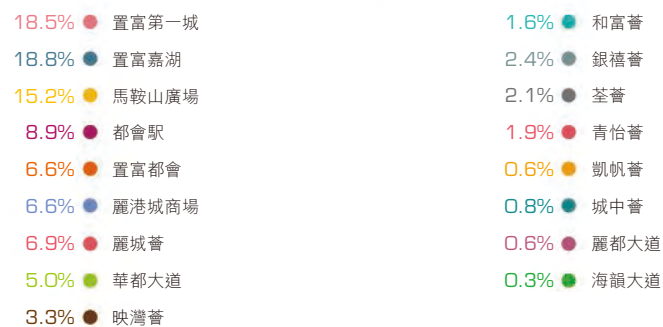 18.5% 置富第一城
18.8% 置富嘉湖
15.2% 馬鞍山廣場
8.9% 都會駅
6.6% 置富都會
6.6% 麗港城商場
6.9% 麗城薈
5.0% 華都大道
3.3% 映灣薈
1.6% 和富薈
2.4% 銀禧薈
2.1% 荃薈
1.9% 青怡薈
0.6% 凱帆薈
0.8% 城中薈
0.6% 麗都大道
0.3% 海韻大道